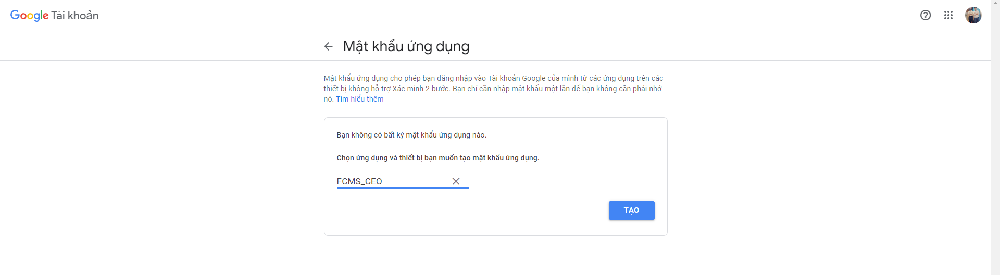 Google Tài khoản
Mật khẩu ứng dụng
Mật khẩu ứng dụng cho phép bạn đăng nhập vào Tài khoản Google của mình từ các ứng dụng trên các
thiết bị không hỗ trợ Xác minh 2 bước. Bạn chỉ cần nhập mật khẩu một lần để bạn không cần phải nhớ
nó. Tìm hiểu thêm
Bạn không có bất kỳ mật khẩu ứng dụng nào.
Chọn ứng dụng và thiết bị bạn muốn tạo mật khẩu ứng dụng.
FCMS_CEO
TẠO